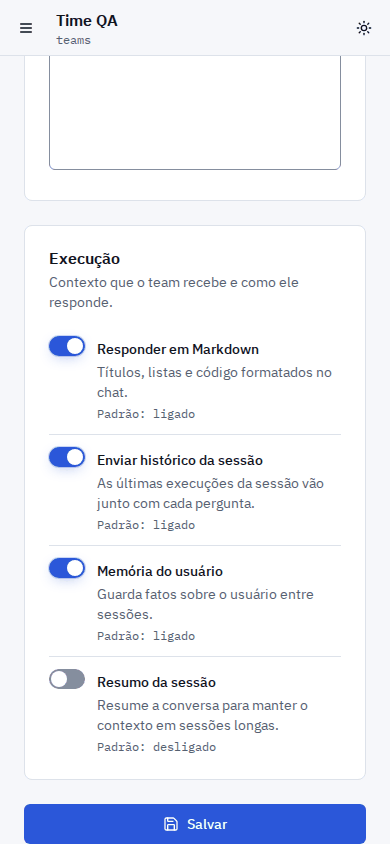 Time QA
teams
Execução
Contexto que o team recebe e como ele
responde.
Responder em Markdown
Títulos, listas e código formatados no
chat.
Padrão: ligado
Enviar histórico da sessão
As últimas execuções da sessão vão
junto com cada pergunta.
Padrão: ligado
Memória do usuário
Guarda fatos sobre o usuário entre
sessões.
Padrão: ligado
Resumo da sessão
Resume a conversa para manter o
contexto em sessões longas.
Padrão: desligado
Salvar